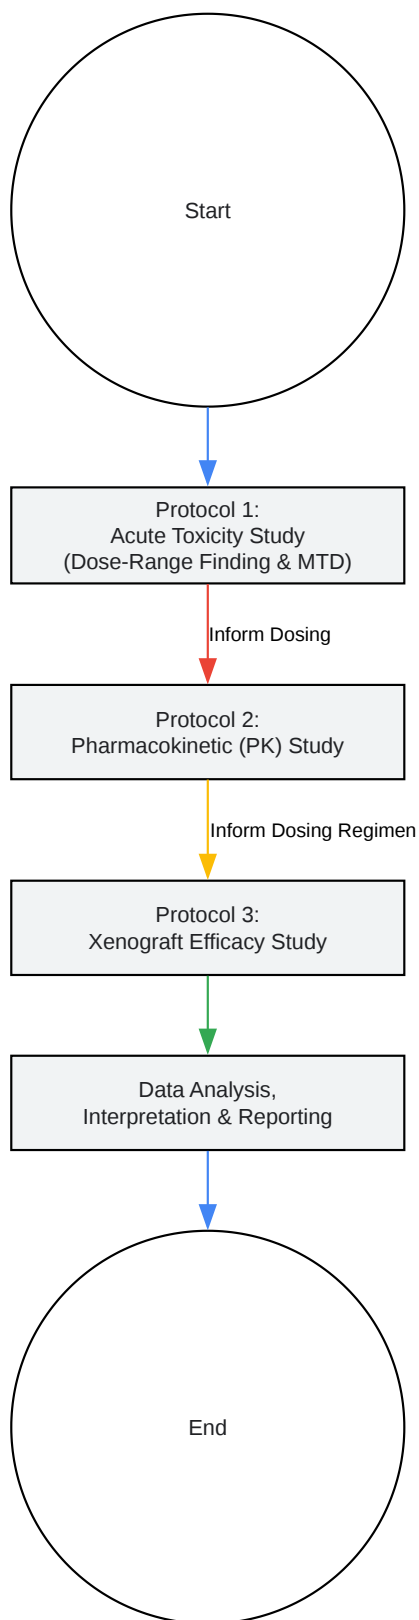 Start
Protocol 1:
Acute Toxicity Study
(Dose-Range Finding & MTD)
Inform Dosing
Protocol 2:
Pharmacokinetic (PK) Study
Inform Dosing Regimen
Protocol 3:
Xenograft Efficacy Study
Data Analysis,
Interpretation & Reporting
End